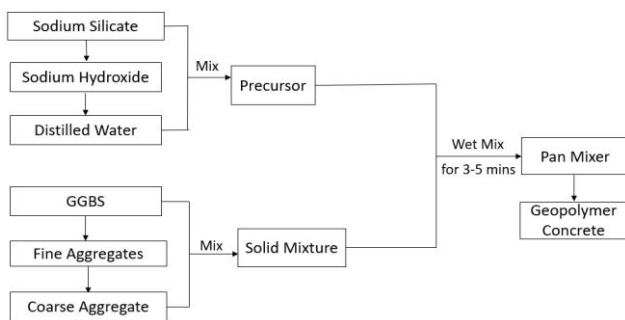 Sodium Silicate
Sodium Hydroxide
Distilled Water
Mix
Precursor
GGBS
Fine Aggregates
Coarse Aggregate
Mix
Solid Mixture
Wet Mix
for 3-5 mins
Pan Mixer
Geopolymer
Concrete